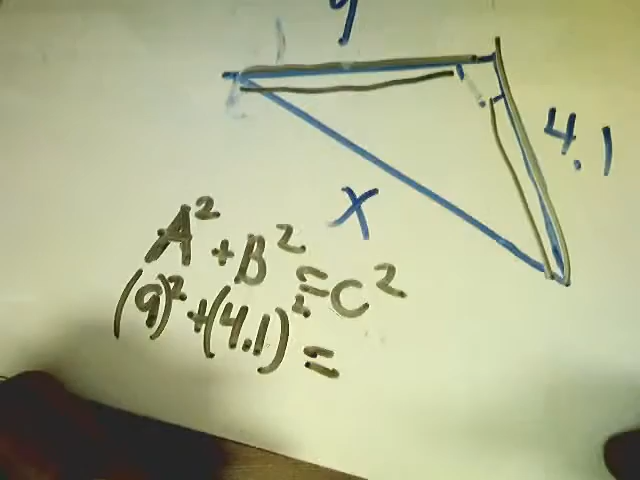 9
4.1
X
A² + B² = C²
(9)² + (4.1)² =